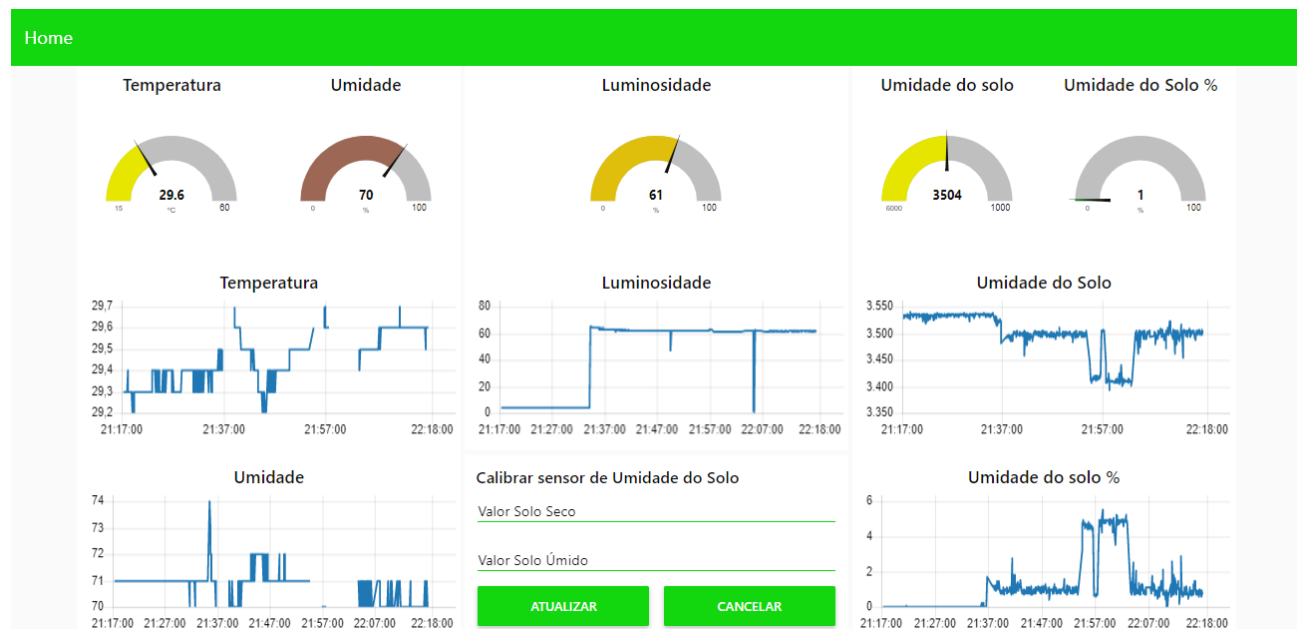 Home
Temperatura Umidade
29.6 70
15 °C 60 0 % 100
Luminosidade
61
0 % 100
Umidade do solo Umidade do Solo %
3504 1
6000 1000 0 % 100
Temperatura
29,7
29,6
29,5
29,4
29,3
29,2
21:17:00 21:37:00 21:57:00 22:18:00
Luminosidade
80
60
40
20
0
21:17:00 21:27:00 21:37:00 21:47:00 21:57:00 22:07:00 22:18:00
Umidade do Solo
3.550
3.500
3.450
3.400
3.350
21:17:00 21:37:00 21:57:00 22:18:00
Umidade
74
73
72
71
70
21:17:00 21:27:00 21:37:00 21:47:00 21:57:00 22:07:00 22:18:00
Calibrar sensor de Umidade do Solo
Valor Solo Seco
Valor Solo Úmido
ATUALIZAR CANCELAR
Umidade do solo %
6
4
2
0
21:17:00 21:27:00 21:37:00 21:47:00 21:57:00 22:07:00 22:18:00